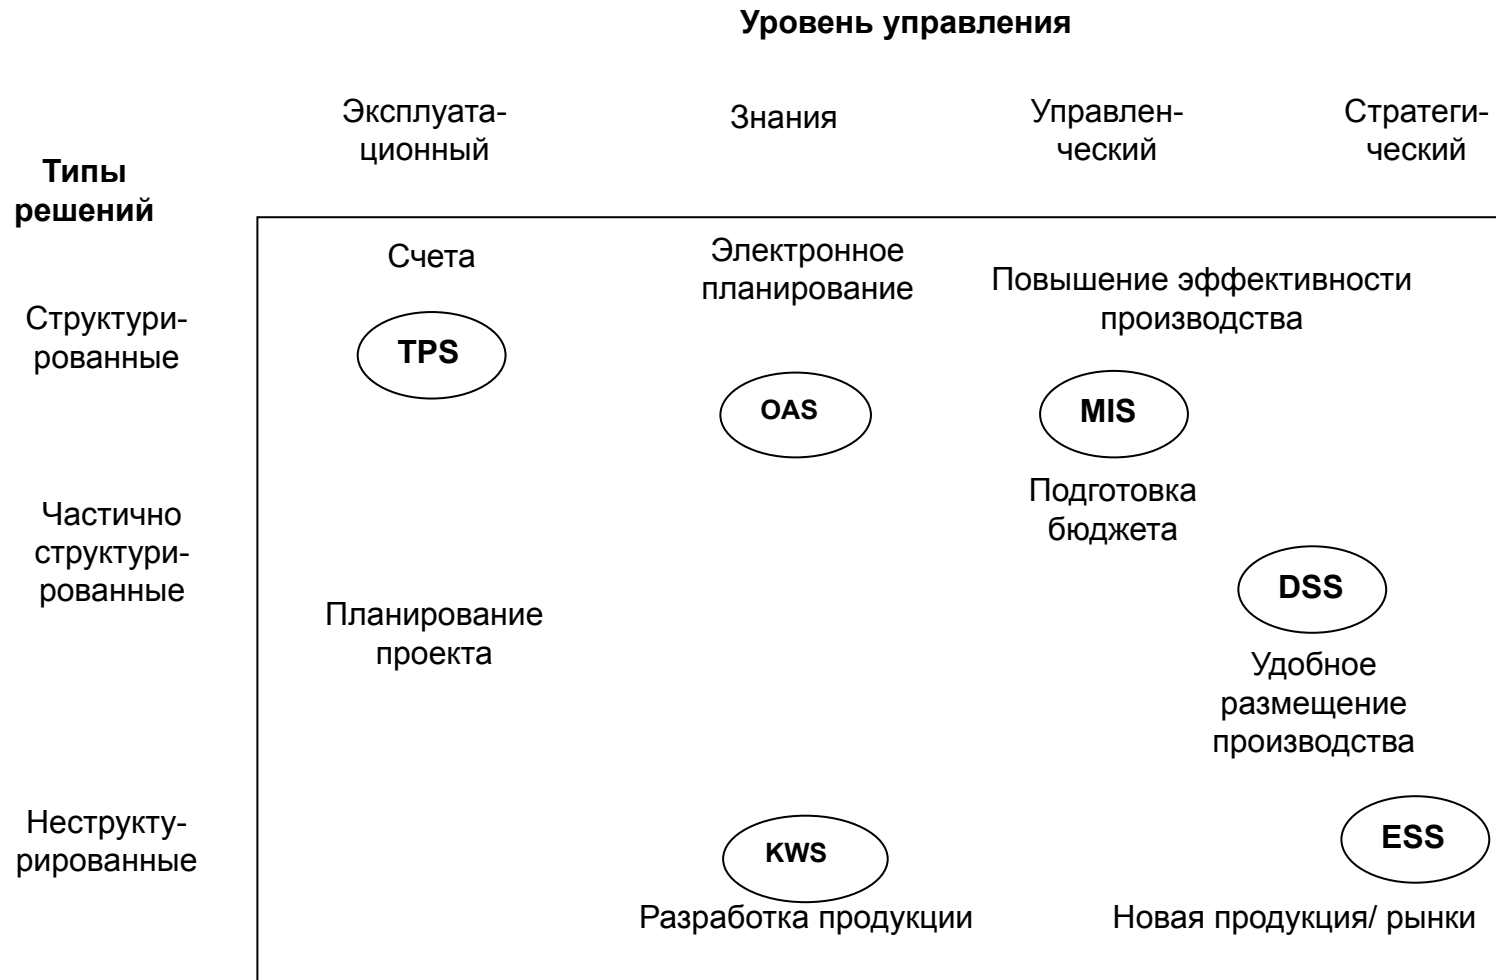 Уровень управления
Эксплуата-
ционный
Знания
Управлен-
ческий
Стратеги-
ческий
Типы
решений
Счета
Электронное
планирование
Повышение эффективности
производства
Структури-
рованные
TPS
OAS
MIS
Подготовка
бюджета
Частично
структури-
рованные
DSS
Планирование
проекта
Удобное
размещение
производства
Неструкту-
рированные
KWS
ESS
Разработка продукции
Новая продукция/ рынки